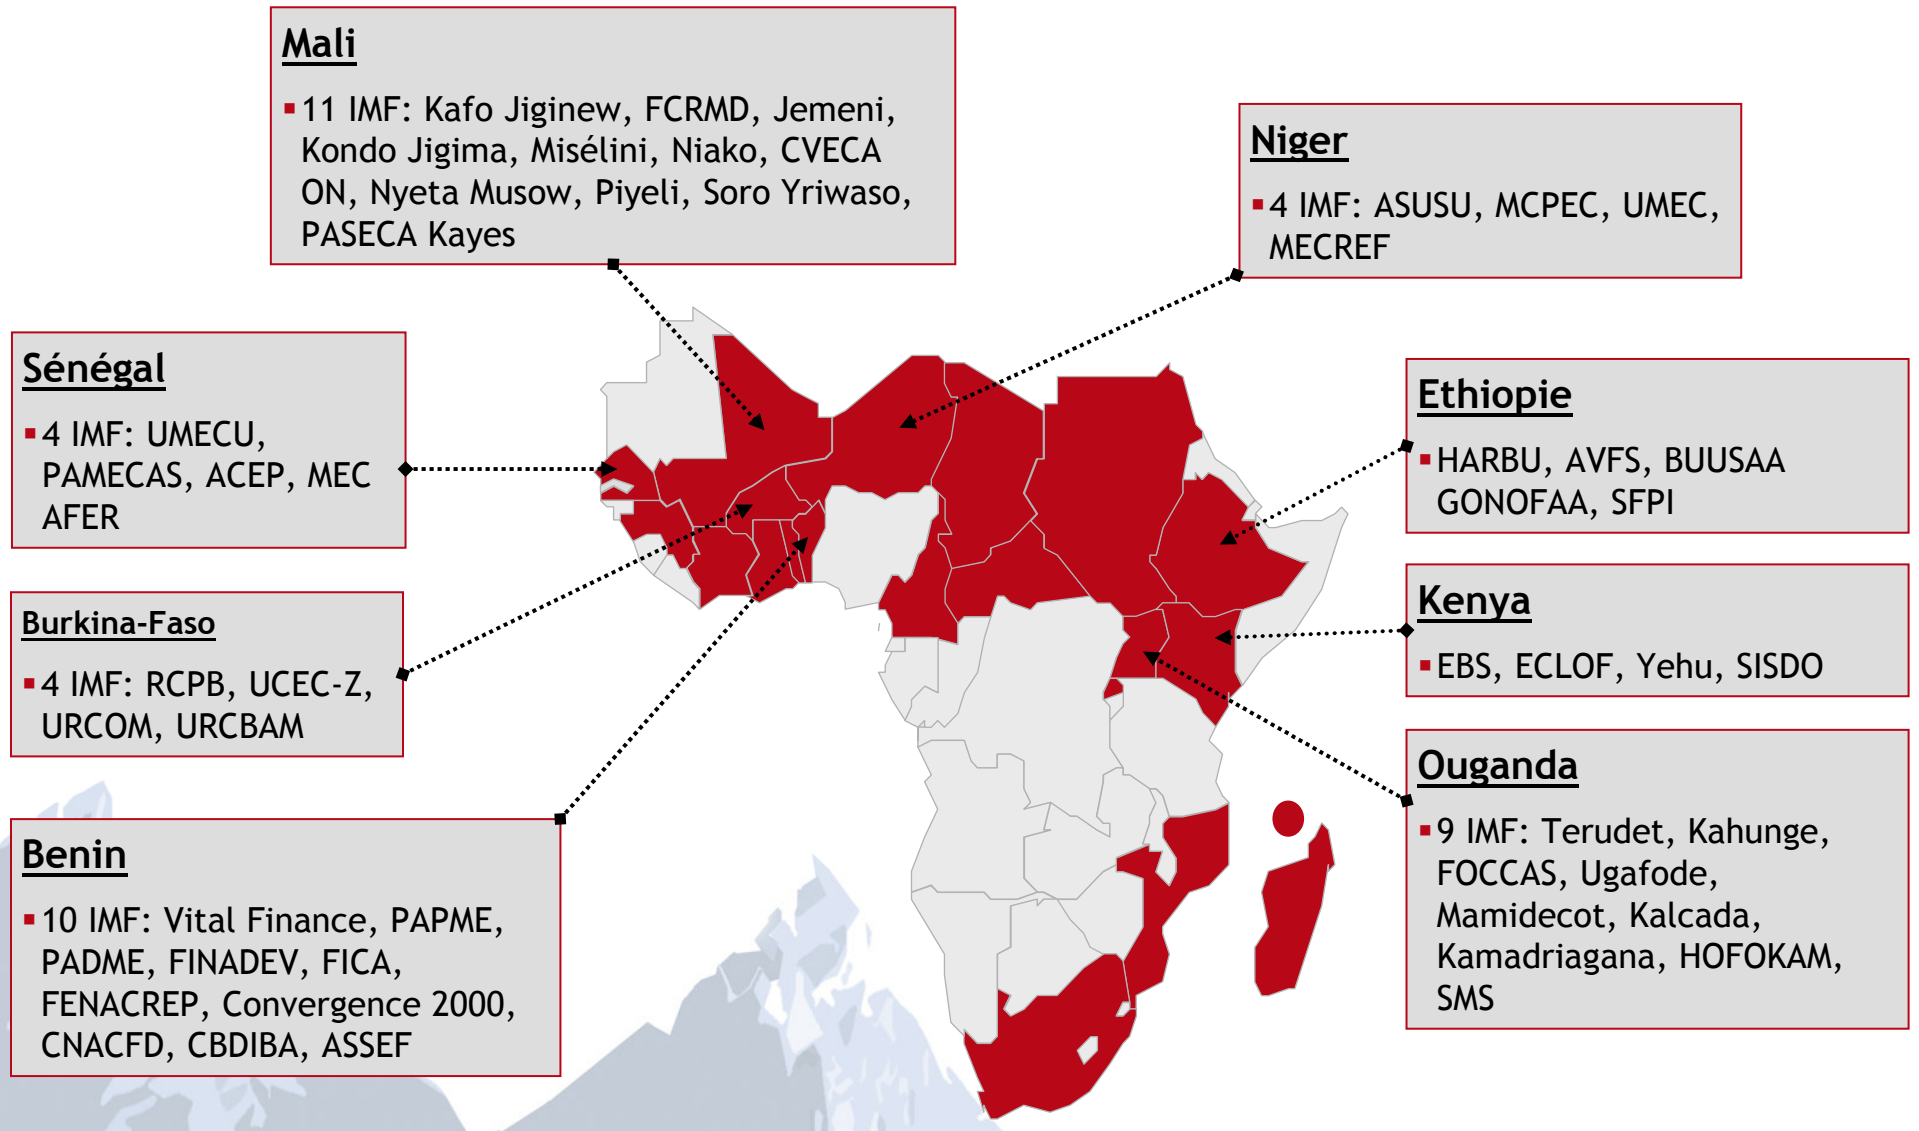 Mali
▪11 IMF: Kafo Jiginew, FCRMD, Jemeni,
Kondo Jigima, Misélini, Niako, CVECA
ON, Nyeta Musow, Piyeli, Soro Yriwaso,
PASECA Kayes
Niger
▪4 IMF: ASUSU, MCPEC, UMEC,
MECREF
Sénégal
▪4 IMF: UMECU,
PAMECAS, ACEP, MEC
AFER
Ethiopie
▪HARBU, AVFS, BUUSAA
GONOFAA, SFPI
Burkina-Faso
▪4 IMF: RCPB, UCEC-Z,
URCOM, URCBAM
Kenya
▪EBS, ECLOF, Yehu, SISDO
Benin
▪10 IMF: Vital Finance, PAPME,
PADME, FINADEV, FICA,
FENACREP, Convergence 2000,
CNACFD, CBDIBA, ASSEF
Ouganda
▪9 IMF: Terudet, Kahunge,
FOCCAS, Ugafode,
Mamidecot, Kalcada,
Kamadriagana, HOFOKAM,
SMS